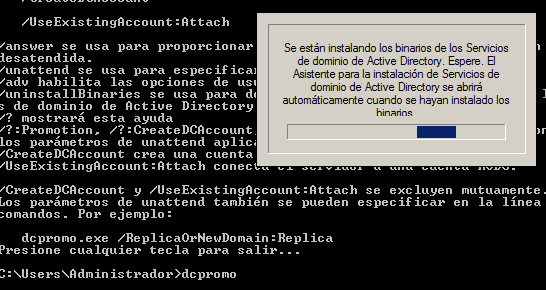 /UseExistingAccount:Attach
/answer se usa para proporcionar
desatendida.
/unattend se usa para especificar
/adv habilita las opciones de
/uninstallBinaries se usa para
s de dominio de Active Directory
/? mostrará esta ayuda
/?:Promotion, /?:CreateDCAccount
los parámetros de unattend
/CreateDCAccount crea una cuenta
/UseExistingAccount:Attach
/CreateDCAccount y /UseExistingAccount:Attach se excluyen mutuamente.
Los parámetros de unattend también se pueden especificar en la línea
comandos. Por ejemplo:
dcpromo.exe /ReplicaOrNewDomain:Replica
Presione cualquier tecla para salir...
C:\Users\Administrador>dcpromo
Se están instalando los binarios de los Servicios
de dominio de Active Directory. Espere. El
Asistente para la instalación de Servicios de
dominio de Active Directory se abrirá
automáticamente cuando se hayan instalado los
binarios